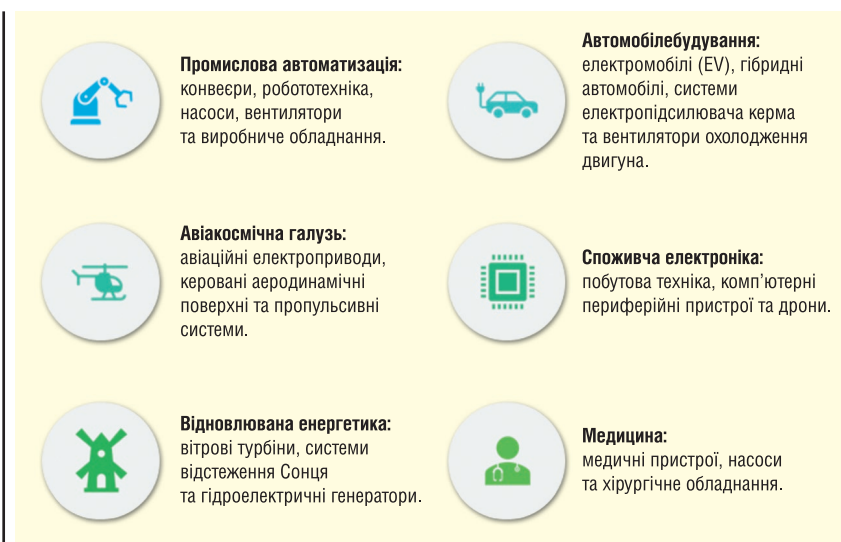 Промислова автоматизація:
конвеєри, робототехніка,
насоси, вентилятори
та виробниче обладнання.
Автомобілебудування:
електромобілі (EV), гібридні
автомобілі, системи
електропідсилювача керма
та вентилятори охолодження
двигуна.
Авіакосмічна галузь:
авіаційні електроприводи,
керовані аеродинамічні
поверхні та пропульсивні
системи.
Споживча електроніка:
побутова техніка, комп’ютерні
периферійні пристрої та дрони.
Відновлювана енергетика:
вітрові турбіни, системи
відстеження Сонця
та гідроелектричні генератори.
Медицина:
медичні пристрої, насоси
та хірургічне обладнання.